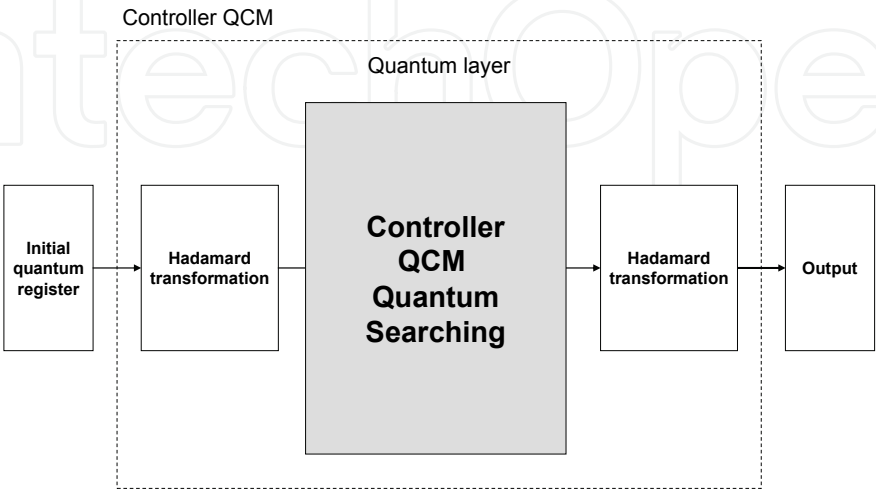 Controller QCM
Quantum layer
Initial
quantum
register
Hadamard
transformation
Controller
QCM
Quantum
Searching
Hadamard
transformation
Output